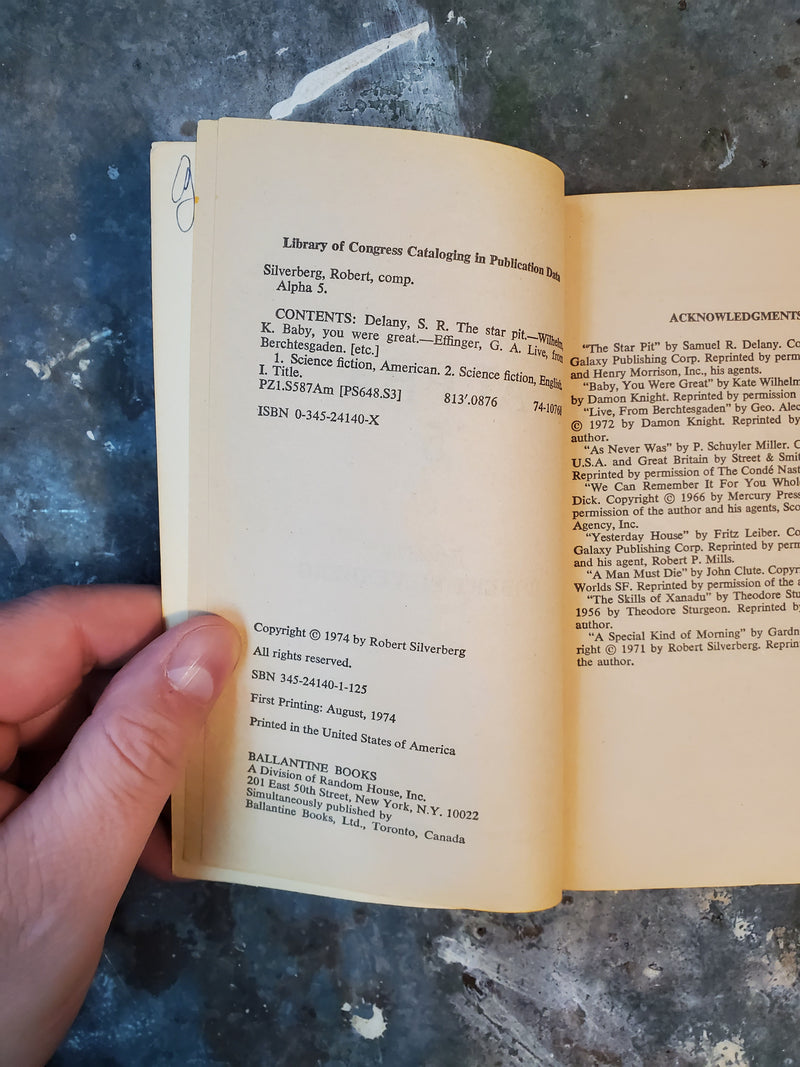 Library of Congress Cataloging in Publication Data
Silverberg, Robert, comp.
Alpha 5.
CONTENTS: Delany, S. R. The star pit.—Wilhelm,
K. Baby, you were great.—Effinger, G. A. Live, from
Berchtesgaden. [etc.]
1. Science fiction, American. 2. Science fiction, English.
I. Title.
PZ1.S587Am [PS648.S3] 813'.0876
ISBN 0-345-24140-X
Copyright © 1974 by Robert Silverberg
All rights reserved.
SBN 345-24140-1-125
First Printing: August, 1974
Printed in the United States of America
BALLANTINE BOOKS
A Division of Random House, Inc.
201 East 50th Street, New York, N.Y. 10022
Simultaneously published by
Ballantine Books, Ltd., Toronto, Canada
ACKNOWLEDGMENTS
"The Star Pit" by Samuel R. Delany.
Galaxy Publishing Corp. Reprinted by
and Henry Morrison, Inc., his agents.
"Baby, You Were Great" by Kate Wilhelm
by Damon Knight. Reprinted by permission
"Live, From Berchtesgaden" by Geo. Alec
© 1972 by Damon Knight. Reprinted by
author.
"As Never Was" by P. Schuyler Miller.
U.S.A. and Great Britain by Street &
Reprinted by permission of The Condé
"We Can Remember It For You
Dick. Copyright © 1966 by Mercury Press
permission of the author and his agents,
Agency, Inc.
"Yesterday House" by Fritz Leiber.
Galaxy Publishing Corp. Reprinted by
and his agent, Robert P. Mills.
"A Man Must Die" by John Clute.
Worlds SF. Reprinted by permission of the
"The Skills of Xanadu" by Theodore
1956 by Theodore Sturgeon. Reprinted by
author.
"A Special Kind of Morning" by
right © 1971 by Robert Silverberg.
the author.